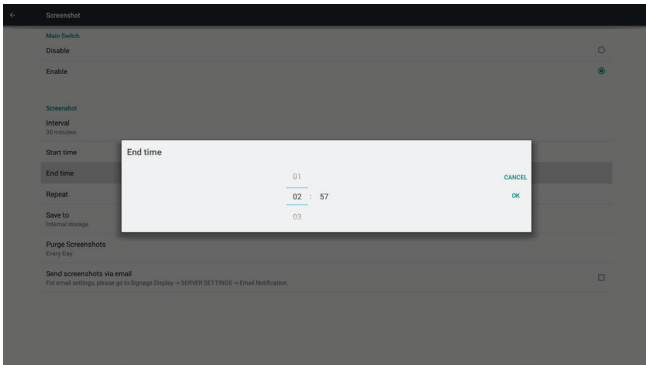 Screenshot
Main Switch
Disable
Enable
Screenshot
Interval
30 minutes
Start time
End time
Repeat
Save to
Internal storage
Purge Screenshots
Every Day
Send screenshots via email
For email settings, please go to Signage Display -> SERVER SETTINGS -> Email Notification.
End time
01
02 : 57
03
CANCEL
OK